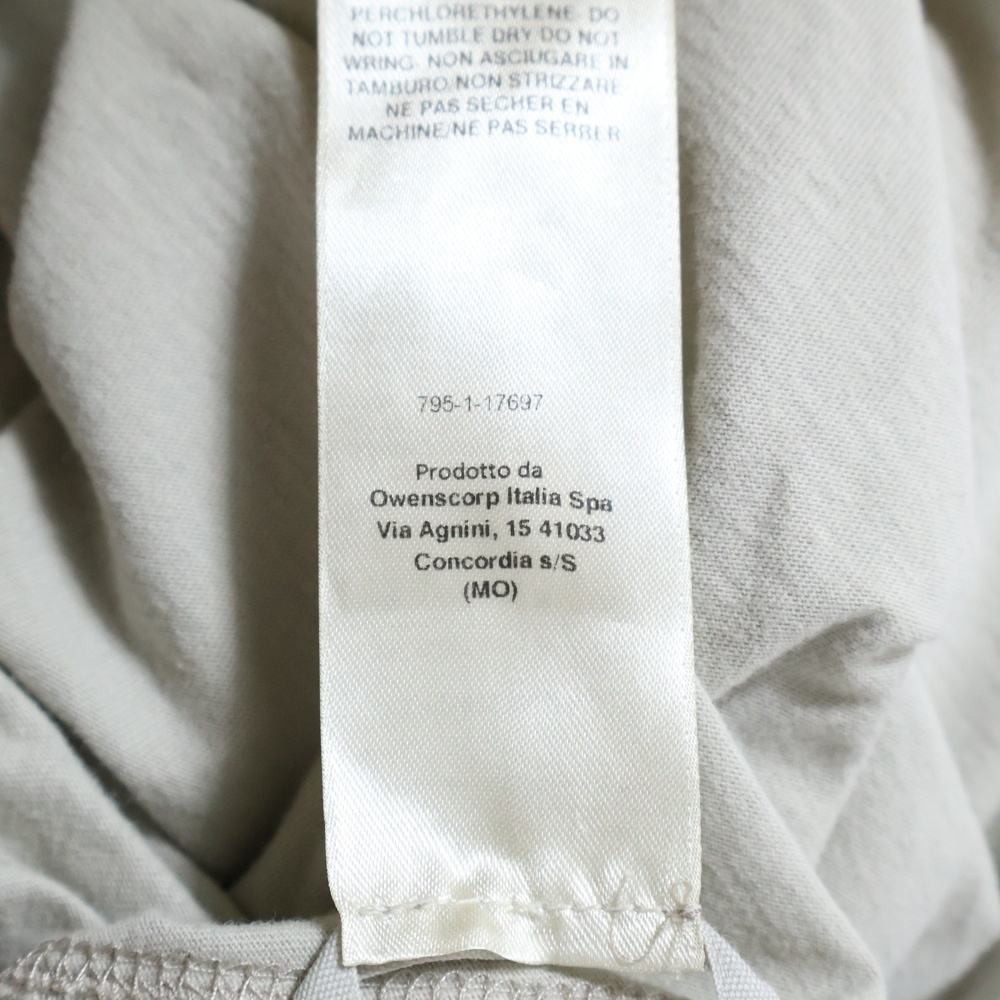 PERCHLORETHYLENE. DO
NOT TUMBLE DRY DO NOT
WRING. NON ASCIUGARE IN
TAMBURO/NON STRIZZARE
NE PAS SECHER EN
MACHINE/NE PAS SERRER
795-1-17697
Prodotto da
Owenscorp Italia Spa
Via Agnini, 15 41033
Concordia s/S
(MO)